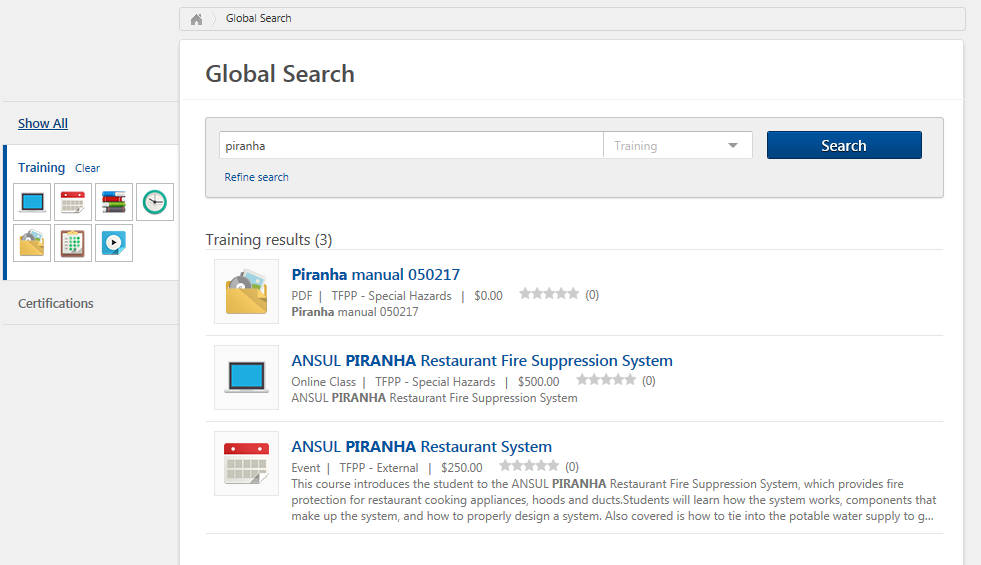 Global Search
Global Search
Show All
Training Clear
Certifications
piranha
Training
Search
Refine search
Training results (3)
Piranha manual 050217
PDF | TFPP - Special Hazards | $0.00 (0)
Piranha manual 050217
ANSUL PIRANHA Restaurant Fire Suppression System
Online Class | TFPP - Special Hazards | $500.00 (0)
ANSUL PIRANHA Restaurant Fire Suppression System
ANSUL PIRANHA Restaurant System
Event | TFPP - External | $250.00 (0)
This course introduces the student to the ANSUL PIRANHA Restaurant Fire Suppression System, which provides fire
protection for restaurant cooking appliances, hoods and ducts.Students will learn how the system works, components that
make up the system, and how to properly design a system. Also covered is how to tie into the potable water supply to g...